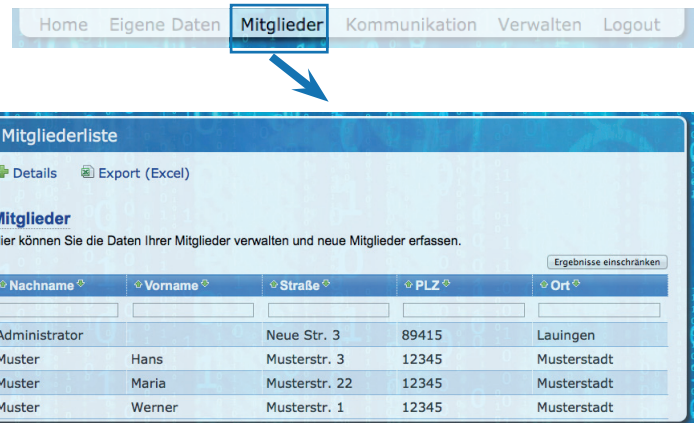 Home Eigene Daten Mitglieder Kommunikation Verwalten Logout
Mitgliederliste
Details Export (Excel)
Mitglieder
Hier können Sie die Daten Ihrer Mitglieder verwalten und neue Mitglieder erfassen.
Ergebnisse einschränken
Nachname Vorname Straße PLZ Ort
Administrator Neue Str. 3 89415 Lauingen
Muster Hans Musterstr. 3 12345 Musterstadt
Muster Maria Musterstr. 22 12345 Musterstadt
Muster Werner Musterstr. 1 12345 Musterstadt